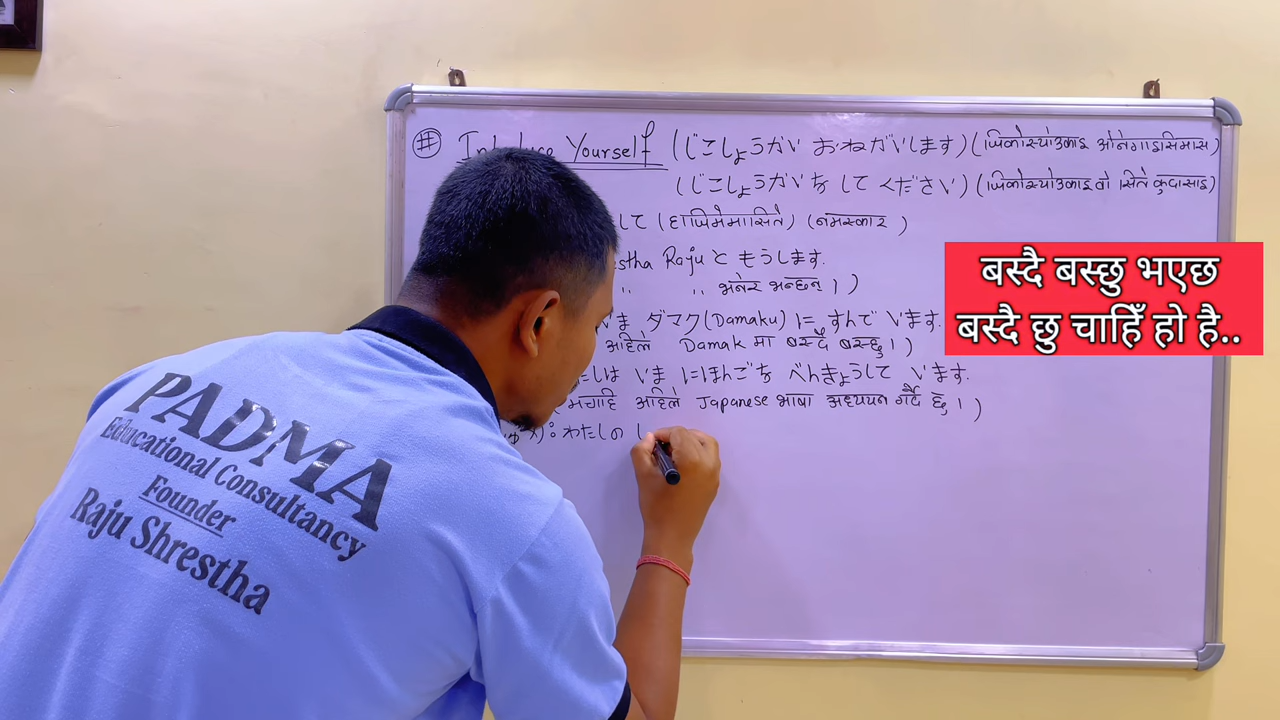 # Introduce Yourself (じこしょうかい おねがいします) (जिकोस्योउकाइ ओनेगाइसिमास)
(じこしょうかいを して ください) (जिकोस्योउकाइ वो सिते कुदासाइ)
して (हाजिमेमासिते) (नमस्कार)
estha Raju と もうします.
" " भनेर भन्छन्।)
いま ダマク(Damaku) に すんで います.
अहिले Damak मा बस्दै बस्छु।)
たしは いま にほんごを べんきょうして います.
मचाहि अहिले Japanese भाषा अध्ययन गर्दै छु।)
: わたしの し
बस्दै बस्छु भएछ
बस्दै छु चाहिँ हो है..
PADMA
Educational Consultancy
Founder
Raju Shrestha